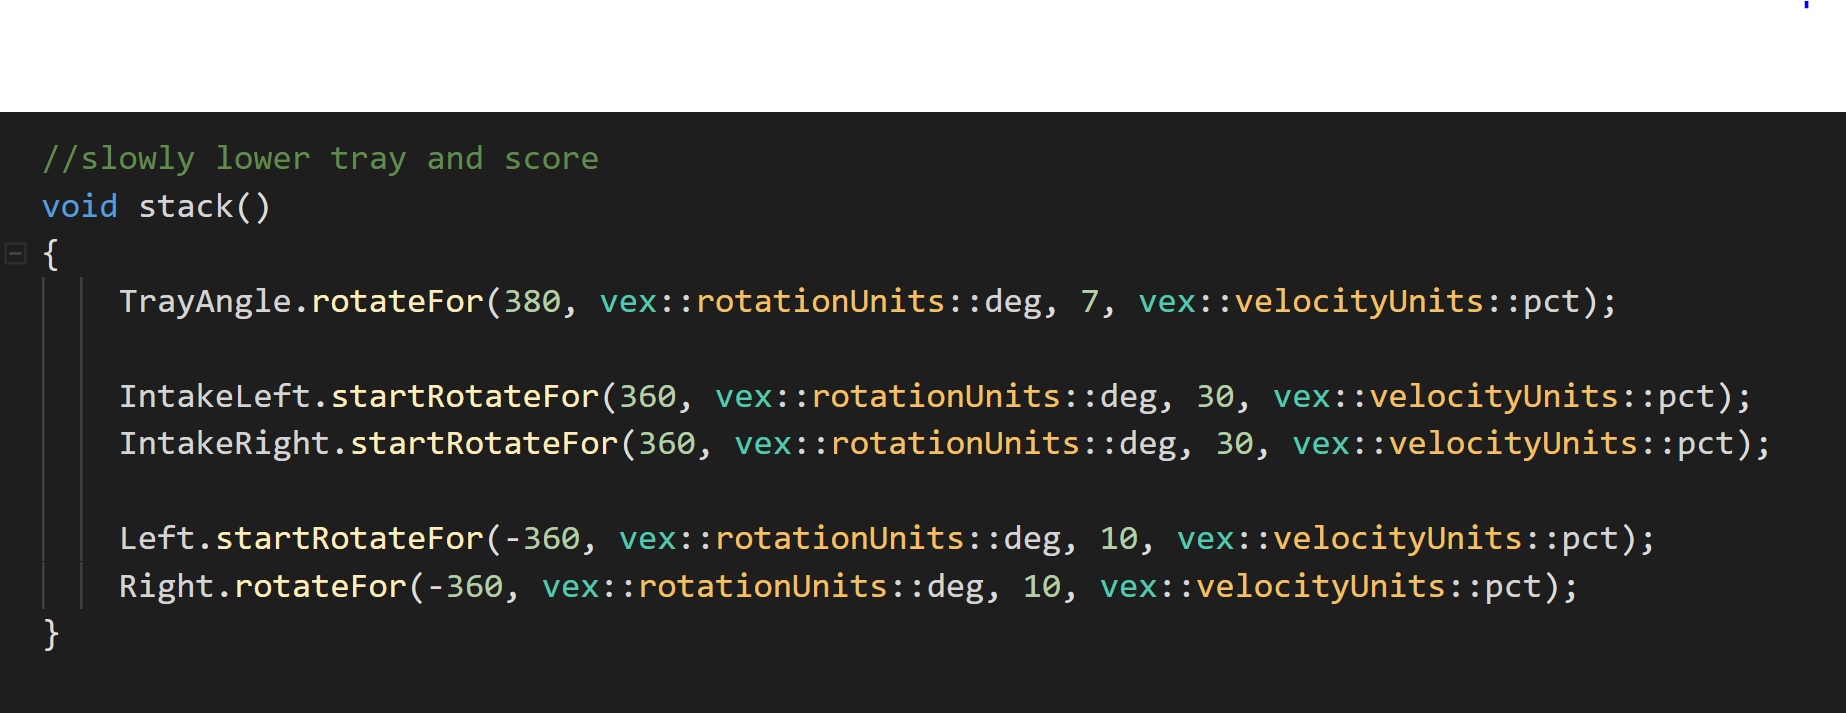 //slowly lower tray and score
void stack()
{
TrayAngle.rotateFor(380, vex::rotationUnits::deg, 7, vex::velocityUnits::pct);
IntakeLeft.startRotateFor(360, vex::rotationUnits::deg, 30, vex::velocityUnits::pct);
IntakeRight.startRotateFor(360, vex::rotationUnits::deg, 30, vex::velocityUnits::pct);
Left.startRotateFor(-360, vex::rotationUnits::deg, 10, vex::velocityUnits::pct);
Right.rotateFor(-360, vex::rotationUnits::deg, 10, vex::velocityUnits::pct);
}